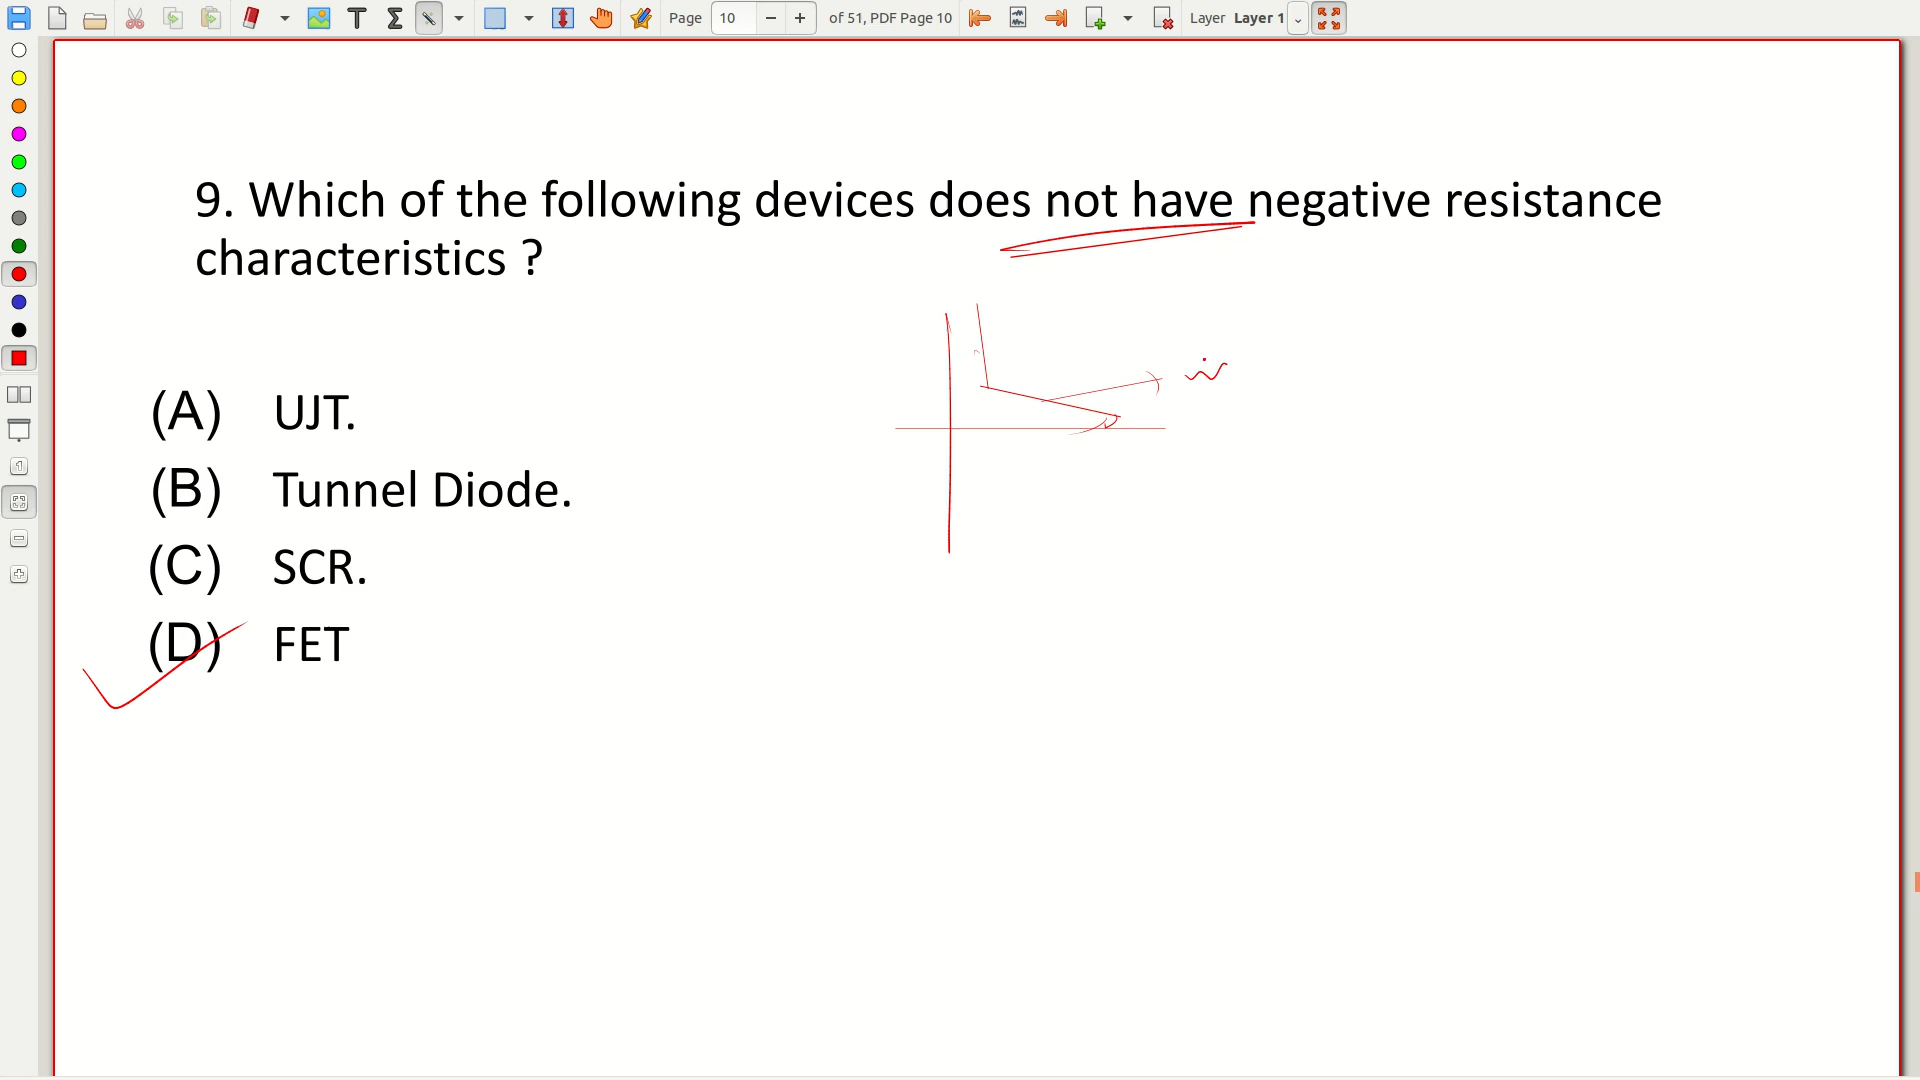 Page 10 of 51, PDF Page 10 Layer Layer 1
9. Which of the following devices does not have negative resistance
characteristics ?
(A) UJT.
(B) Tunnel Diode.
(C) SCR.
(D) FET